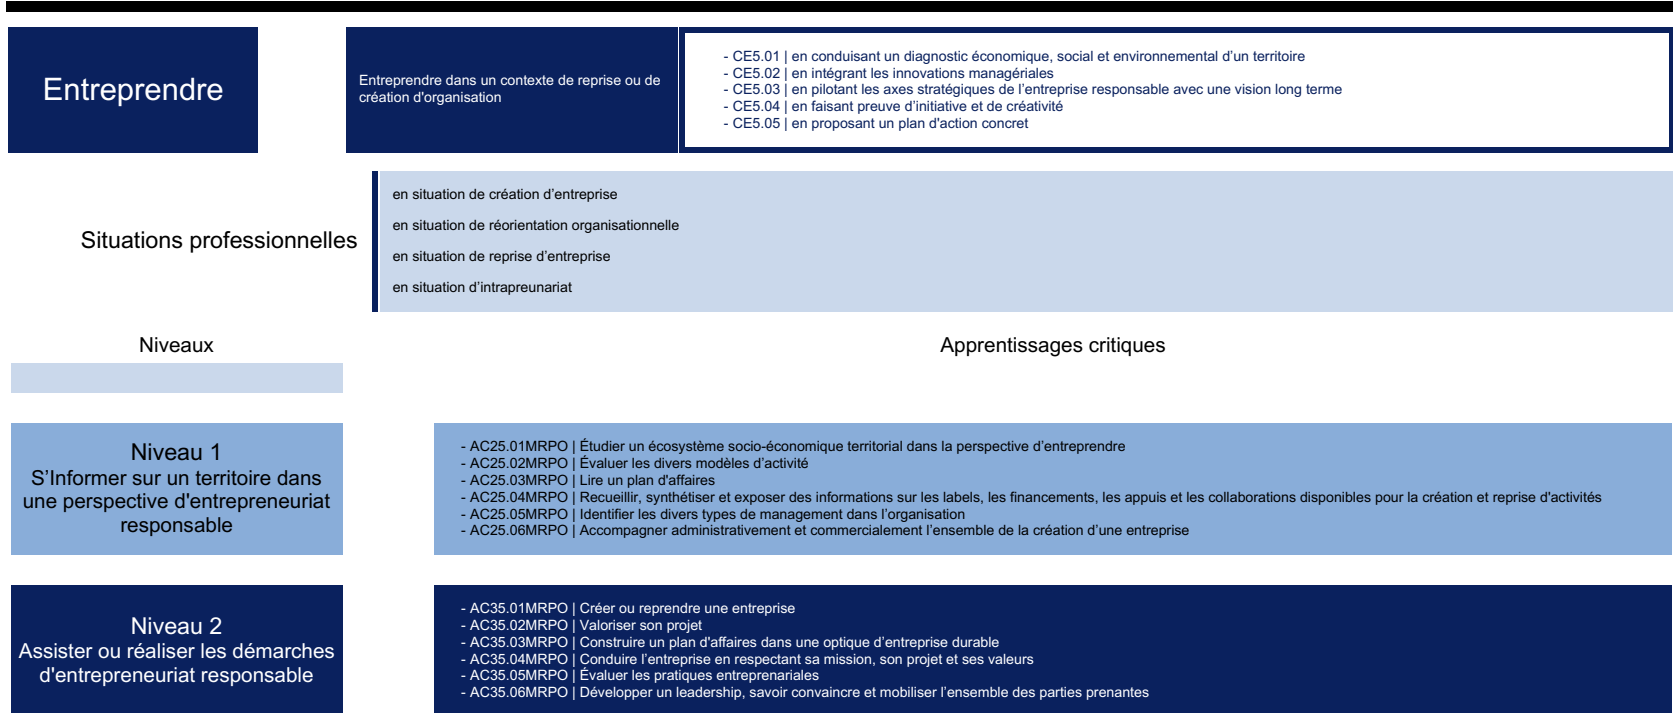 Entreprendre
Entreprendre dans un contexte de reprise ou de
création d'organisation
- CE5.01 | en conduisant un diagnostic économique, social et environnemental d’un territoire
- CE5.02 | en intégrant les innovations managériales
- CE5.03 | en pilotant les axes stratégiques de l’entreprise responsable avec une vision long terme
- CE5.04 | en faisant preuve d’initiative et de créativité
- CE5.05 | en proposant un plan d'action concret
Situations professionnelles
en situation de création d’entreprise
en situation de réorientation organisationnelle
en situation de reprise d’entreprise
en situation d’intrapreunariat
Niveaux
Apprentissages critiques
Niveau 1
S’Informer sur un territoire dans
une perspective d'entrepreneuriat
responsable
- AC25.01MRPO | Étudier un écosystème socio-économique territorial dans la perspective d’entreprendre
- AC25.02MRPO | Évaluer les divers modèles d’activité
- AC25.03MRPO | Lire un plan d'affaires
- AC25.04MRPO | Recueillir, synthétiser et exposer des informations sur les labels, les financements, les appuis et les collaborations disponibles pour la création et reprise d'activités
- AC25.05MRPO | Identifier les divers types de management dans l’organisation
- AC25.06MRPO | Accompagner administrativement et commercialement l’ensemble de la création d’une entreprise
Niveau 2
Assister ou réaliser les démarches
d'entrepreneuriat responsable
- AC35.01MRPO | Créer ou reprendre une entreprise
- AC35.02MRPO | Valoriser son projet
- AC35.03MRPO | Construire un plan d'affaires dans une optique d’entreprise durable
- AC35.04MRPO | Conduire l’entreprise en respectant sa mission, son projet et ses valeurs
- AC35.05MRPO | Évaluer les pratiques entreprenariales
- AC35.06MRPO | Développer un leadership, savoir convaincre et mobiliser l’ensemble des parties prenantes